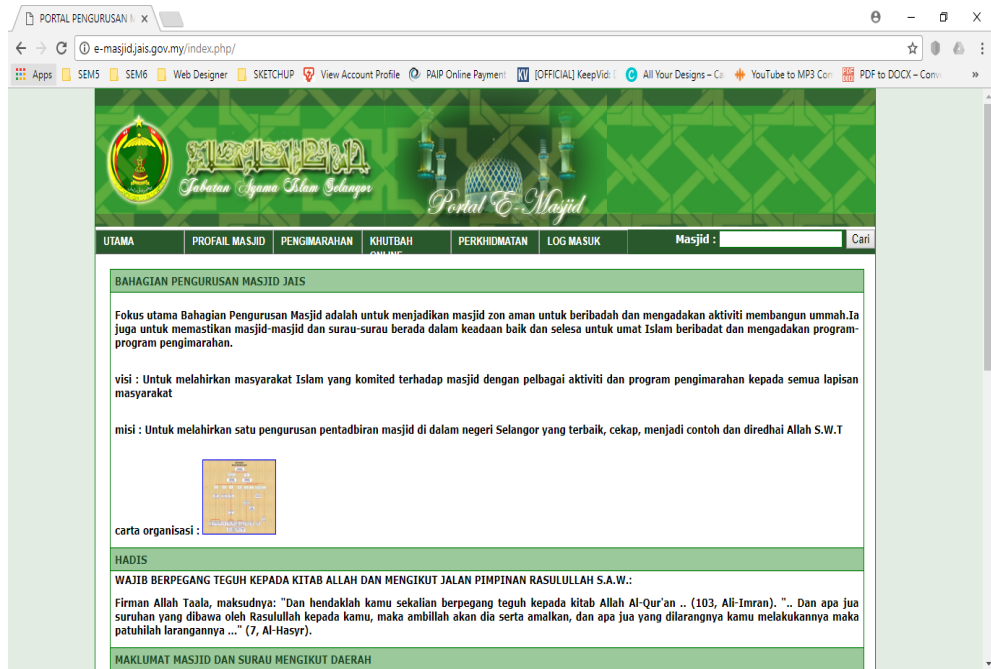 PORTAL PENGURUSAN M
e-masjid.jais.gov.my/index.php/
Apps SEM5 SEM6 Web Designer SKETCHUP View Account Profile PAIP Online Payment [OFFICIAL] KeepVid: All Your Designs – Ca YouTube to MP3 Con PDF to DOCX – Conv
Jabatan Agama Islam Selangor
Portal E-Masjid
UTAMA PROFAIL MASJID PENGIMARAHAN KHUTBAH ONLINE PERKHIDMATAN LOG MASUK Masjid : Cari
BAHAGIAN PENGURUSAN MASJID JAIS
Fokus utama Bahagian Pengurusan Masjid adalah untuk menjadikan masjid zon aman untuk beribadah dan mengadakan aktiviti membangun ummah.Ia
juga untuk memastikan masjid-masjid dan surau-surau berada dalam keadaan baik dan selesa untuk umat Islam beribadat dan mengadakan program-
program pengimarahan.
visi : Untuk melahirkan masyarakat Islam yang komited terhadap masjid dengan pelbagai aktiviti dan program pengimarahan kepada semua lapisan
masyarakat
misi : Untuk melahirkan satu pengurusan pentadbiran masjid di dalam negeri Selangor yang terbaik, cekap, menjadi contoh dan diredhai Allah S.W.T
carta organisasi :
HADIS
WAJIB BERPEGANG TEGUH KEPADA KITAB ALLAH DAN MENGIKUT JALAN PIMPINAN RASULULLAH S.A.W.:
Firman Allah Taala, maksudnya: "Dan hendaklah kamu sekalian berpegang teguh kepada kitab Allah Al-Qur'an .. (103, Ali-Imran). ".. Dan apa jua
suruhan yang dibawa oleh Rasulullah kepada kamu, maka ambillah akan dia serta amalkan, dan apa jua yang dilarangnya kamu melakukannya maka
patuhilah larangannya ..." (7, Al-Hasyr).
MAKLUMAT MASJID DAN SURAU MENGIKUT DAERAH